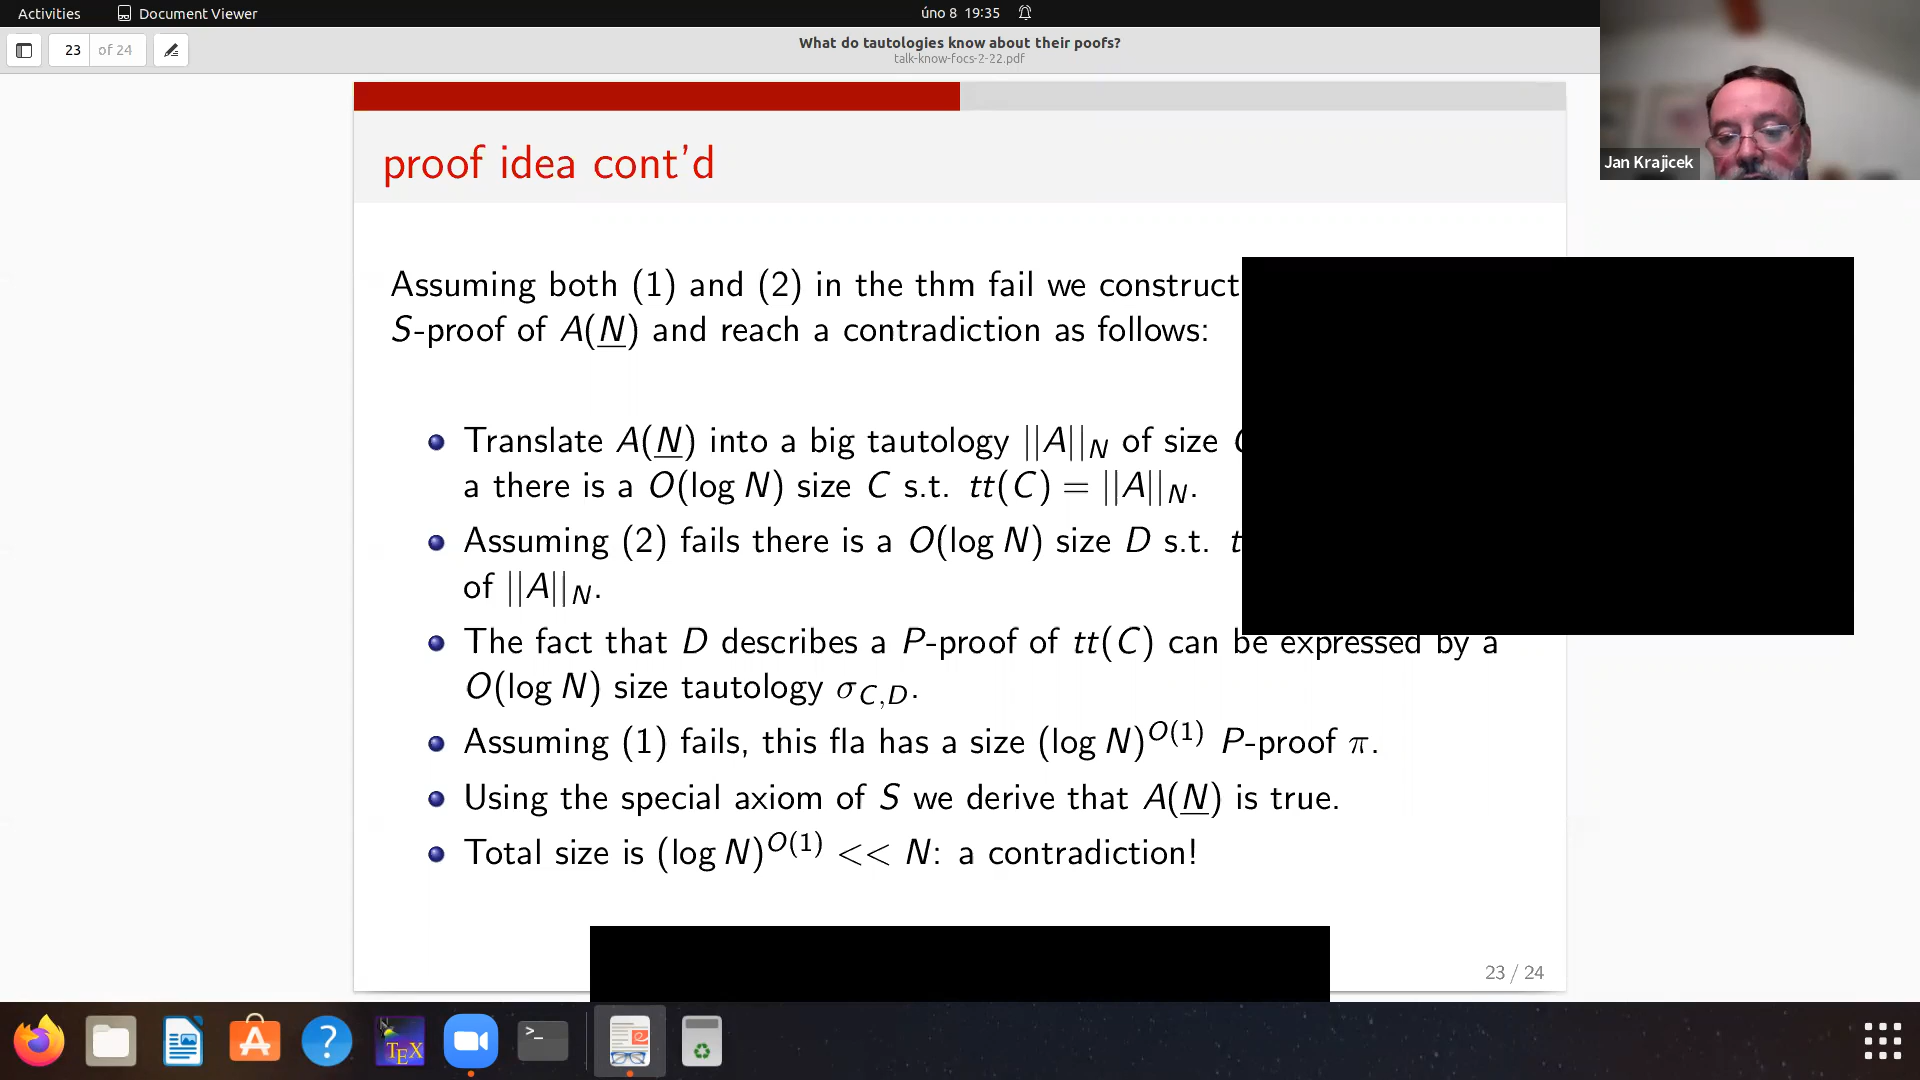 Activities
Document Viewer
úno 8 19:35
23 of 24
What do tautologies know about their poofs?
talk-know-focs-2-22.pdf
Jan Krajicek
proof idea cont'd
Assuming both (1) and (2) in the thm fail we construct
S-proof of A(N) and reach a contradiction as follows:
Translate A(N) into a big tautology ||A||_N of size
a there is a O(log N) size C s.t. tt(C) = ||A||_N.
Assuming (2) fails there is a O(log N) size D s.t.
of ||A||_N.
The fact that D describes a P-proof of tt(C) can be expressed by a
O(log N) size tautology σ_{C,D}.
Assuming (1) fails, this fla has a size (log N)^{O(1)} P-proof π.
Using the special axiom of S we derive that A(N) is true.
Total size is (log N)^{O(1)} << N: a contradiction!
23 / 24
TEX